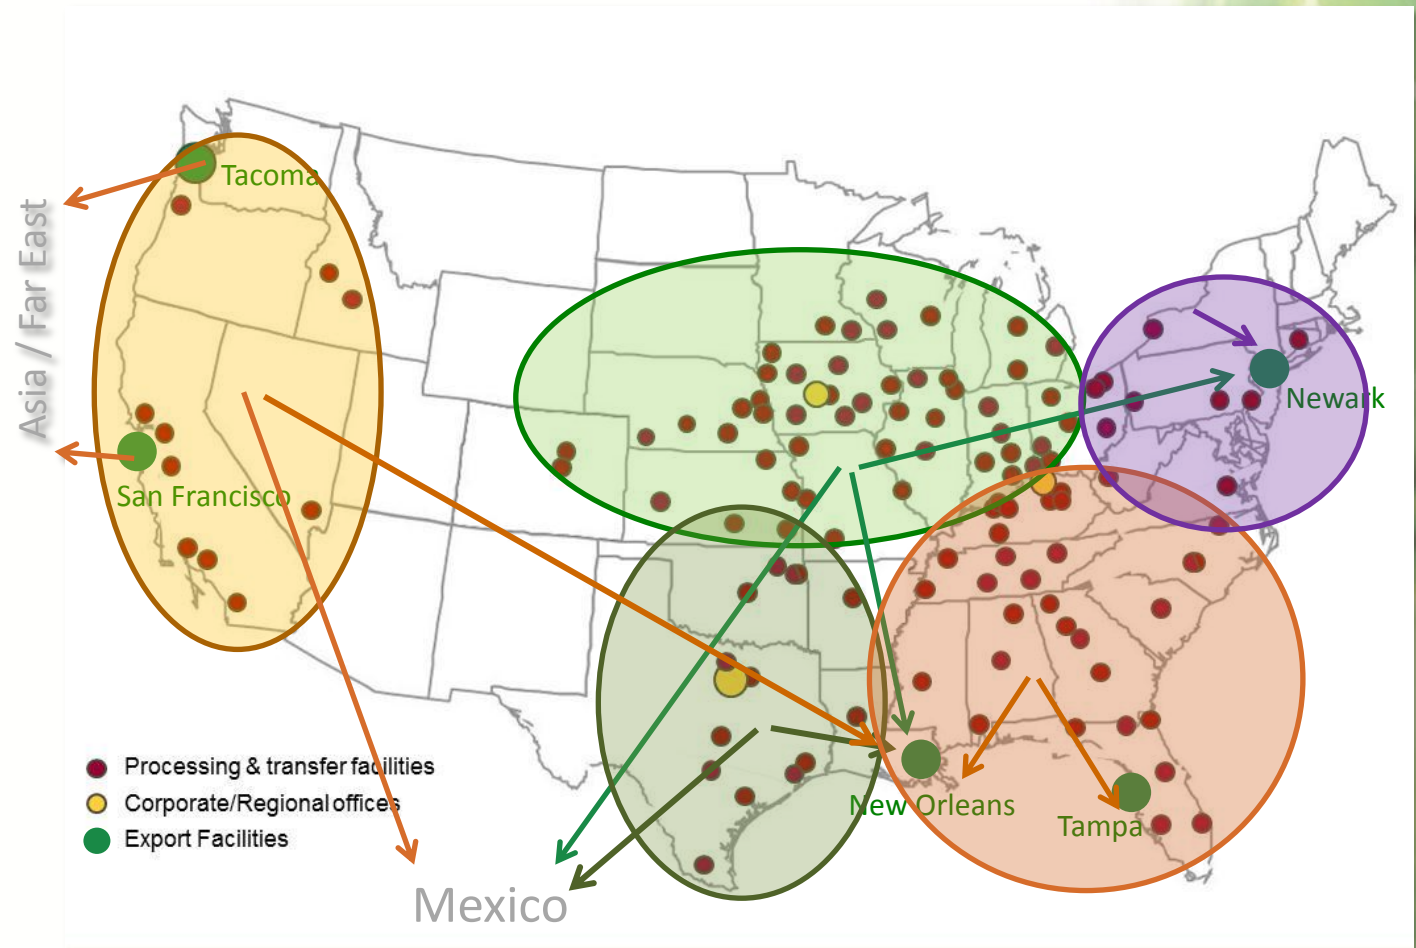 Asia / Far East
Tacoma
San Francisco
Newark
New Orleans
Tampa
Mexico
Processing & transfer facilities
Corporate/Regional offices
Export Facilities